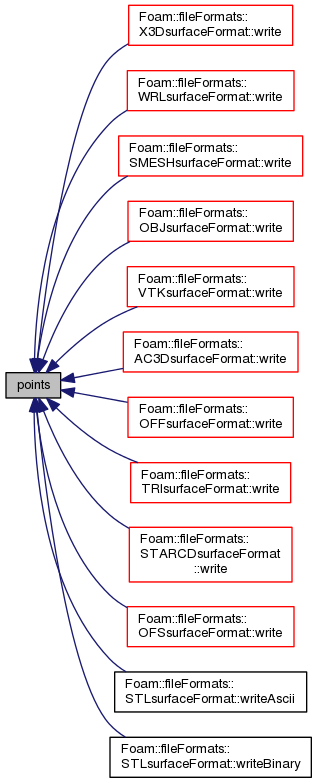 Foam::fileFormats::
X3DsurfaceFormat::write
Foam::fileFormats::
WRLsurfaceFormat::write
Foam::fileFormats::
SMESHsurfaceFormat::write
Foam::fileFormats::
OBJsurfaceFormat::write
Foam::fileFormats::
VTKsurfaceFormat::write
Foam::fileFormats::
AC3DsurfaceFormat::write
points
Foam::fileFormats::
OFFsurfaceFormat::write
Foam::fileFormats::
TRIsurfaceFormat::write
Foam::fileFormats::
STARCDsurfaceFormat
::write
Foam::fileFormats::
OFSsurfaceFormat::write
Foam::fileFormats::
STLsurfaceFormat::writeAscii
Foam::fileFormats::
STLsurfaceFormat::writeBinary